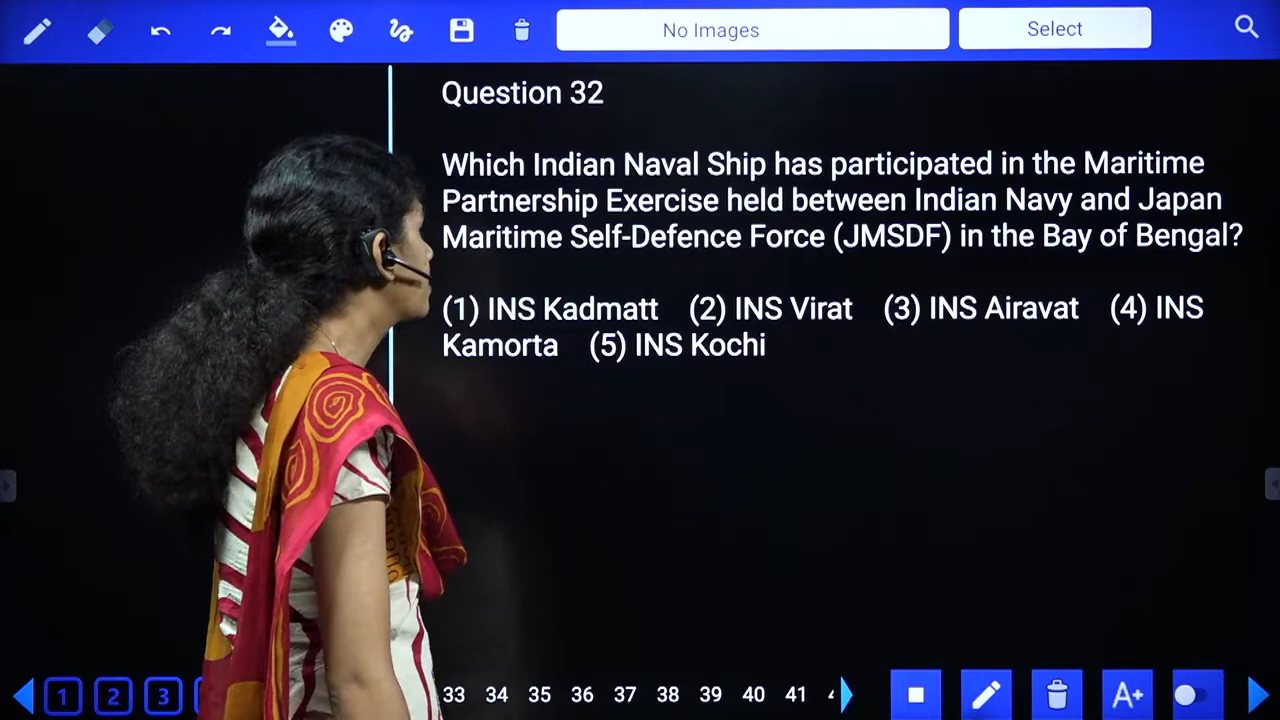 No Images
Select
Question 32
Which Indian Naval Ship has participated in the Maritime
Partnership Exercise held between Indian Navy and Japan
Maritime Self-Defence Force (JMSDF) in the Bay of Bengal?
(1) INS Kadmatt (2) INS Virat (3) INS Airavat (4) INS
Kamorta (5) INS Kochi
1 2 3 33 34 35 36 37 38 39 40 41
A+